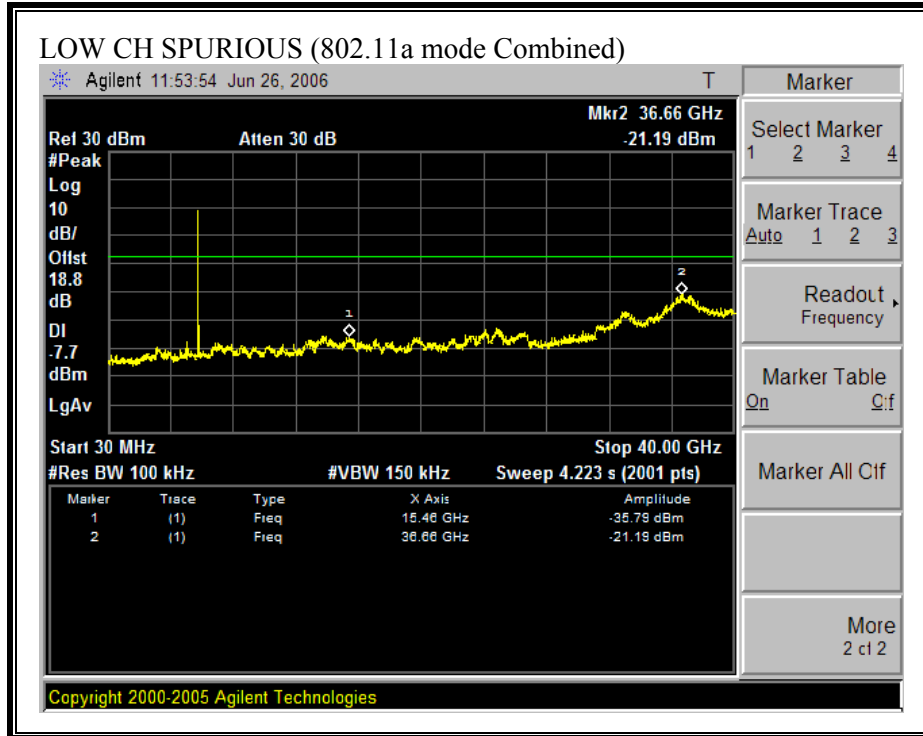 LOW CH SPURIOUS (802.11a mode Combined)
Agilent 11:53:54 Jun 26, 2006 T
Mkr2 36.66 GHz
Ref 30 dBm Atten 30 dB -21.19 dBm
#Peak
Log
10
dB/
Offst
18.8
dB
DI
-7.7
dBm
LgAv
1
2
Start 30 MHz Stop 40.00 GHz
#Res BW 100 kHz #VBW 150 kHz Sweep 4.223 s (2001 pts)
Marker Trace Type X Axis Amplitude
1 (1) Freq 15.46 GHz -35.79 dBm
2 (1) Freq 36.66 GHz -21.19 dBm
Copyright 2000-2005 Agilent Technologies
Marker
Select Marker
1 2 3 4
Marker Trace
Auto 1 2 3
Readout
Frequency
Marker Table
On Off
Marker All Off
More
2 of 2